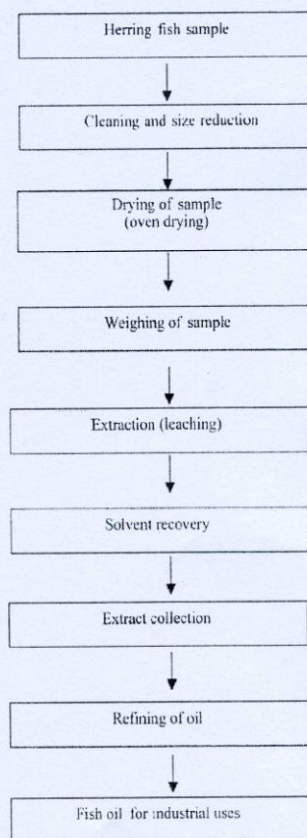 Herring fish sample
Cleaning and size reduction
Drying of sample
(oven drying)
Weighing of sample
Extraction (leaching)
Solvent recovery
Extract collection
Refining of oil
Fish oil for industrial uses